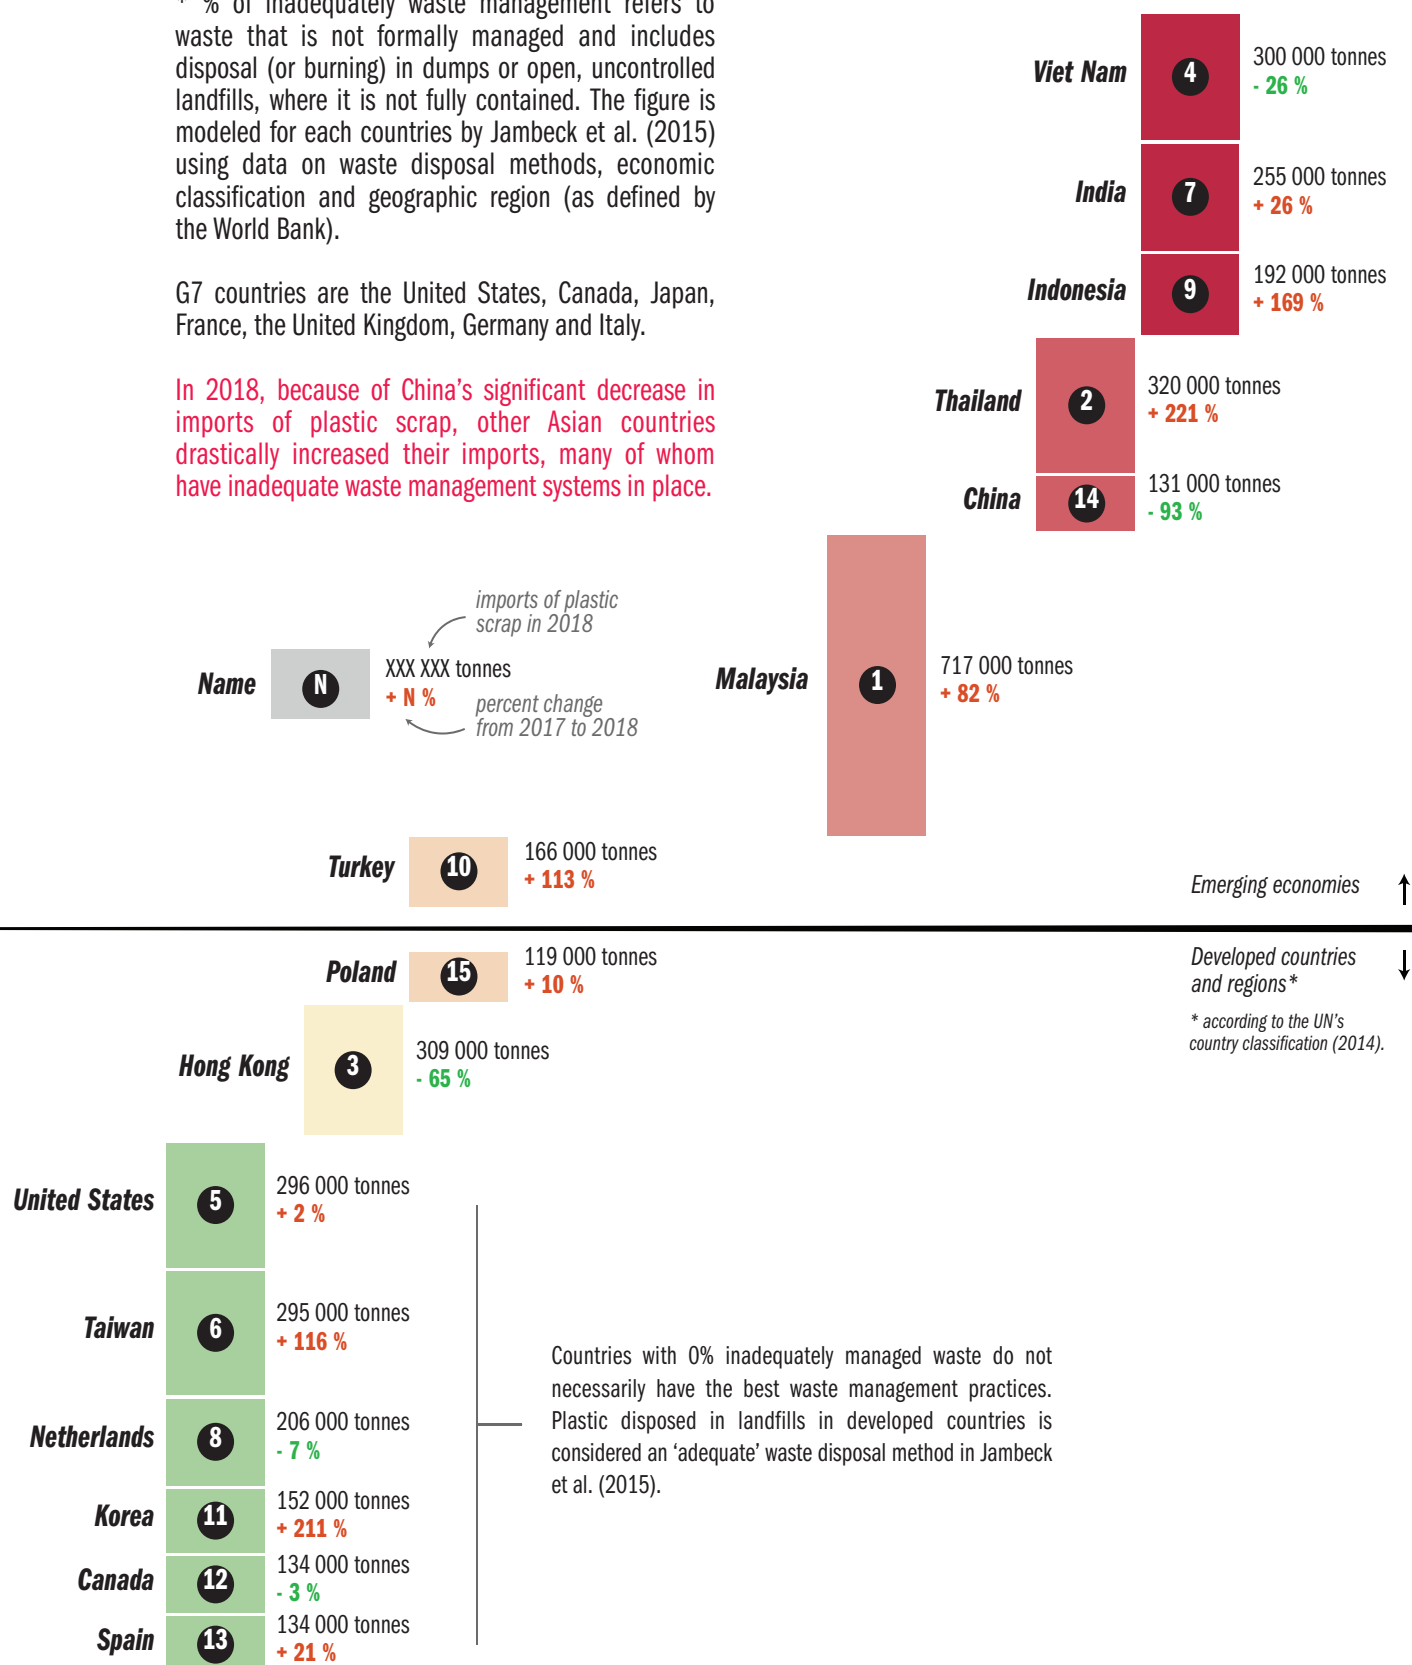 * % of inadequately waste management refers to
waste that is not formally managed and includes
disposal (or burning) in dumps or open, uncontrolled
landfills, where it is not fully contained. The figure is
modeled for each countries by Jambeck et al. (2015)
using data on waste disposal methods, economic
classification and geographic region (as defined by
the World Bank).
G7 countries are the United States, Canada, Japan,
France, the United Kingdom, Germany and Italy.
In 2018, because of China's significant decrease in
imports of plastic scrap, other Asian countries
drastically increased their imports, many of whom
have inadequate waste management systems in place.
Name
N
XXX XXX tonnes
+ N %
imports of plastic
scrap in 2018
percent change
from 2017 to 2018
Viet Nam
4
300 000 tonnes
- 26 %
India
7
255 000 tonnes
+ 26 %
Indonesia
9
192 000 tonnes
+ 169 %
Thailand
2
320 000 tonnes
+ 221 %
China
14
131 000 tonnes
- 93 %
Malaysia
1
717 000 tonnes
+ 82 %
Turkey
10
166 000 tonnes
+ 113 %
Emerging economies
Developed countries
and regions*
* according to the UN's
country classification (2014).
Poland
15
119 000 tonnes
+ 10 %
Hong Kong
3
309 000 tonnes
- 65 %
United States
5
296 000 tonnes
+ 2 %
Taiwan
6
295 000 tonnes
+ 116 %
Netherlands
8
206 000 tonnes
- 7 %
Korea
11
152 000 tonnes
+ 211 %
Canada
12
134 000 tonnes
- 3 %
Spain
13
134 000 tonnes
+ 21 %
Countries with 0% inadequately managed waste do not
necessarily have the best waste management practices.
Plastic disposed in landfills in developed countries is
considered an 'adequate' waste disposal method in Jambeck
et al. (2015).